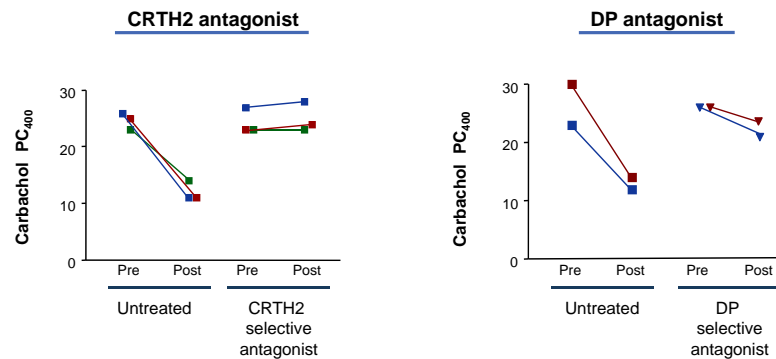 CRTH2 antagonist
Carbachol PC400
30
20
10
0
Pre
Post
Pre
Post
Untreated
CRTH2
selective
antagonist
DP antagonist
Carbachol PC400
30
20
10
0
Pre
Post
Pre
Post
Untreated
DP
selective
antagonist